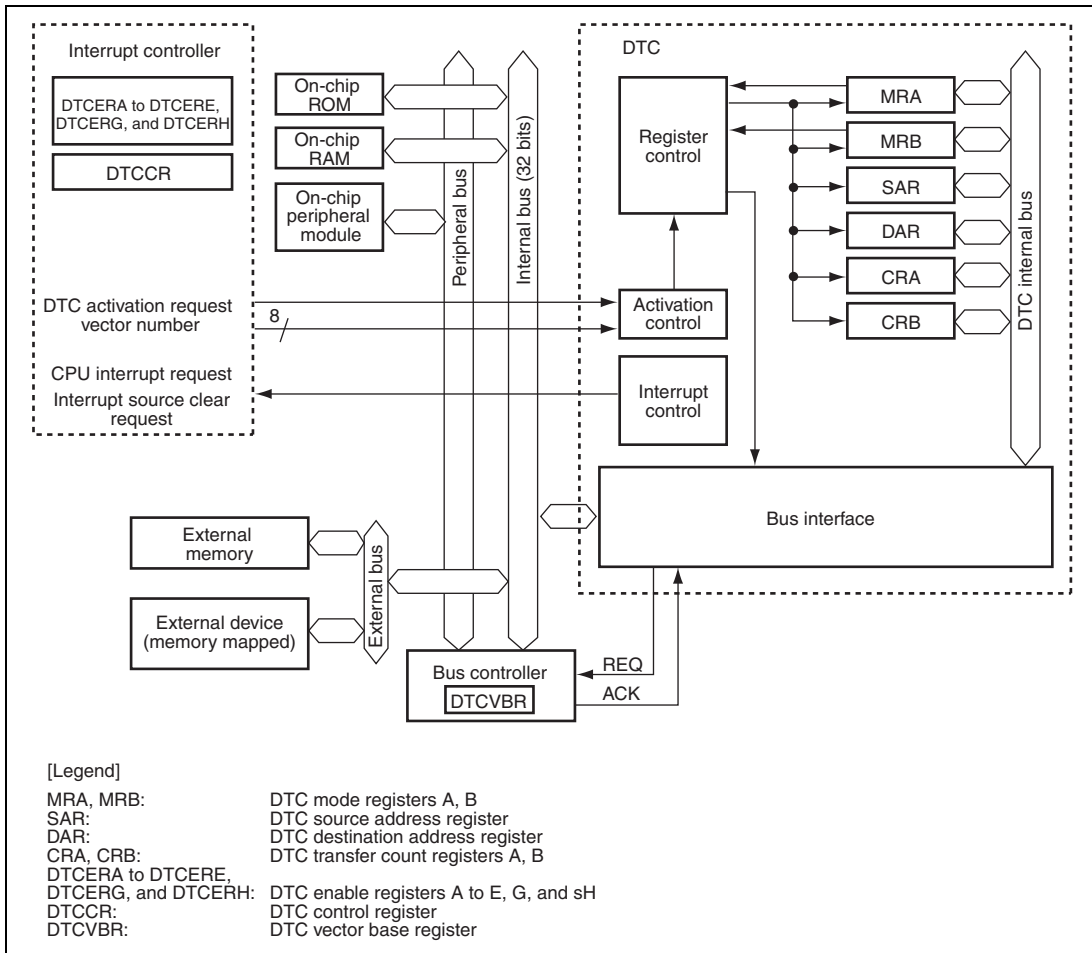 Interrupt controller
DTCERA to DTCERE,
DTCERG, and DTCERH
DTCCR
DTC activation request
vector number
8
CPU interrupt request
Interrupt source clear
request
On-chip
ROM
On-chip
RAM
On-chip
peripheral
module
Peripheral bus
Internal bus (32 bits)
DTC
Register
control
Activation
control
Interrupt
control
MRA
MRB
SAR
DAR
CRA
CRB
DTC internal bus
Bus interface
External
memory
External device
(memory mapped)
External bus
Bus controller
DTCVBR
REQ
ACK
[Legend]
MRA, MRB: DTC mode registers A, B
SAR: DTC source address register
DAR: DTC destination address register
CRA, CRB: DTC transfer count registers A, B
DTCERA to DTCERE,
DTCERG, and DTCERH: DTC enable registers A to E, G, and sH
DTCCR: DTC control register
DTCVBR: DTC vector base register